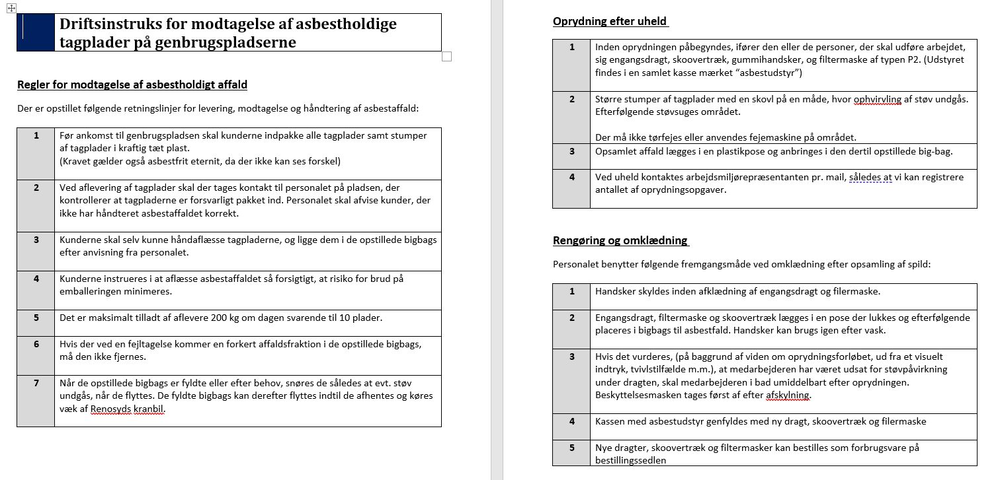 Driftsinstruks for modtagelse af asbestholdige
tagplader på genbrugspladserne
Regler for modtagelse af asbestholdigt affald
Der er opstillet følgende retningslinjer for levering, modtagelse og håndtering af asbestaffald:
1 Før ankomst til genbrugspladsen skal kunderne indpakke alle tagplader samt stumper
af tagplader i kraftig tæt plast.
(Kravet gælder også asbestfrit eternit, da der ikke kan ses forskel)
2 Ved aflevering af tagplader skal der tages kontakt til personalet på pladsen, der
kontrollerer at tagpladerne er forsvarligt pakket ind. Personalet skal afvise kunder, der
ikke har håndteret asbestaffaldet korrekt.
3 Kunderne skal selv kunne håndaflæsse tagpladerne, og ligge dem i de opstillede bigbags
efter anvisning fra personalet.
4 Kunderne instrueres i at aflæsse asbestaffaldet så forsigtigt, at risiko for brud på
emballeringen minimeres.
5 Det er maksimalt tilladt af aflevere 200 kg om dagen svarende til 10 plader.
6 Hvis der ved en fejltagelse kommer en forkert affaldsfraktion i de opstillede bigbags,
må den ikke fjernes.
7 Når de opstillede bigbags er fyldte eller efter behov, snøres de således at evt. støv
undgås, når de flyttes. De fyldte bigbags kan derefter flyttes indtil de afhentes og køres
væk af Renosyds kranbil.
Oprydning efter uheld
1 Inden oprydningen påbegyndes, ifører den eller de personer, der skal udføre arbejdet,
sig engangsdragt, skoovertræk, gummihandsker, og filtermaske af typen P2. (Udstyret
findes i en samlet kasse mærket “asbestudstyr”)
2 Større stumper af tagplader med en skovl på en måde, hvor ophvirvling af støv undgås.
Efterfølgende støvsuges området.
Der må ikke tørfejes eller anvendes fejemaskine på området.
3 Opsamlet affald lægges i en plastikpose og anbringes i den dertil opstillede big-bag.
4 Ved uheld kontaktes arbejdsmiljørepræsentanten pr. mail, således at vi kan registrere
antallet af oprydningsopgaver.
Rengøring og omklædning
Personalet benytter følgende fremgangsmåde ved omklædning efter opsamling af spild:
1 Handsker skyldes inden afklædning af engangsdragt og filermaske.
2 Engangsdragt, filtermaske og skoovertræk lægges i en pose der lukkes og efterfølgende
placeres i bigbags til asbestfald. Handsker kan brugs igen efter vask.
3 Hvis det vurderes, (på baggrund af viden om oprydningsforløbet, ud fra et visuelt
indtryk, tvivlstilfælde m.m.), at medarbejderen har været udsat for støvpåvirkning
under dragten, skal medarbejderen i bad umiddelbart efter oprydningen.
Beskyttelsesmasken tages først af efter afskylning.
4 Kassen med asbestudstyr genfyldes med ny dragt, skoovertræk og filermaske
5 Nye dragter, skoovertræk og filtermasker kan bestilles som forbrugsvare på
bestillingssedlen